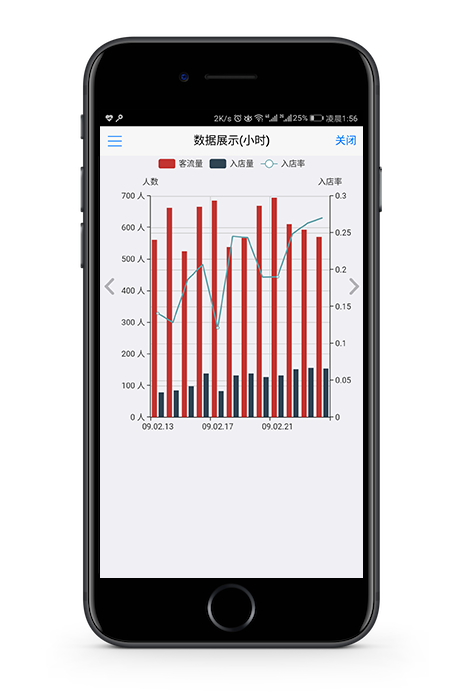 2K/s 25% 凌晨1:56
数据展示(小时) 关闭
客流量 入店量 入店率
人数 入店率
700 人 0.3
600 人 0.25
500 人 0.2
400 人
300 人 0.15
200 人 0.1
100 人 0.05
0 人 0
09.02.13 09.02.17 09.02.21